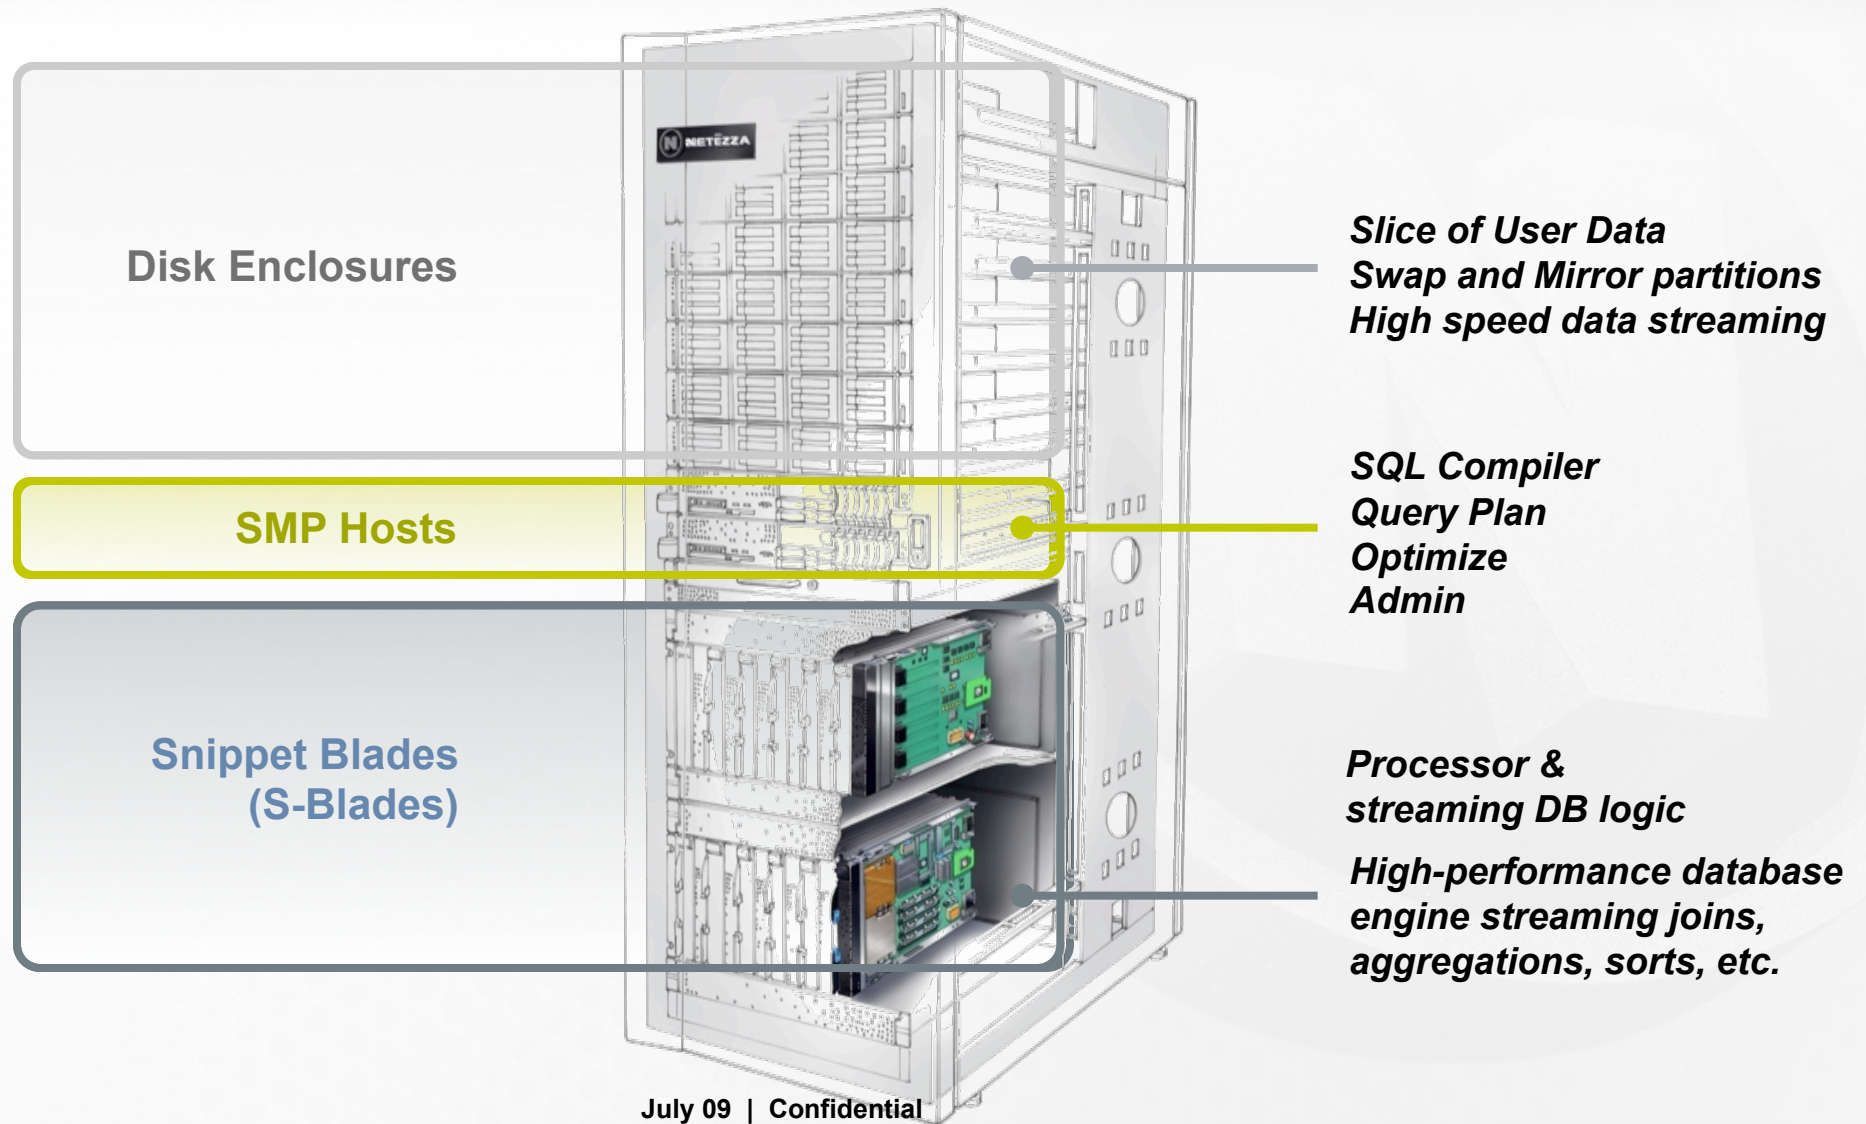 NETEZZA
Disk Enclosures
Slice of User Data
Swap and Mirror partitions
High speed data streaming
SMP Hosts
SQL Compiler
Query Plan
Optimize
Admin
Snippet Blades
(S-Blades)
Processor &
streaming DB logic
High-performance database
engine streaming joins,
aggregations, sorts, etc.
July 09 | Confidential